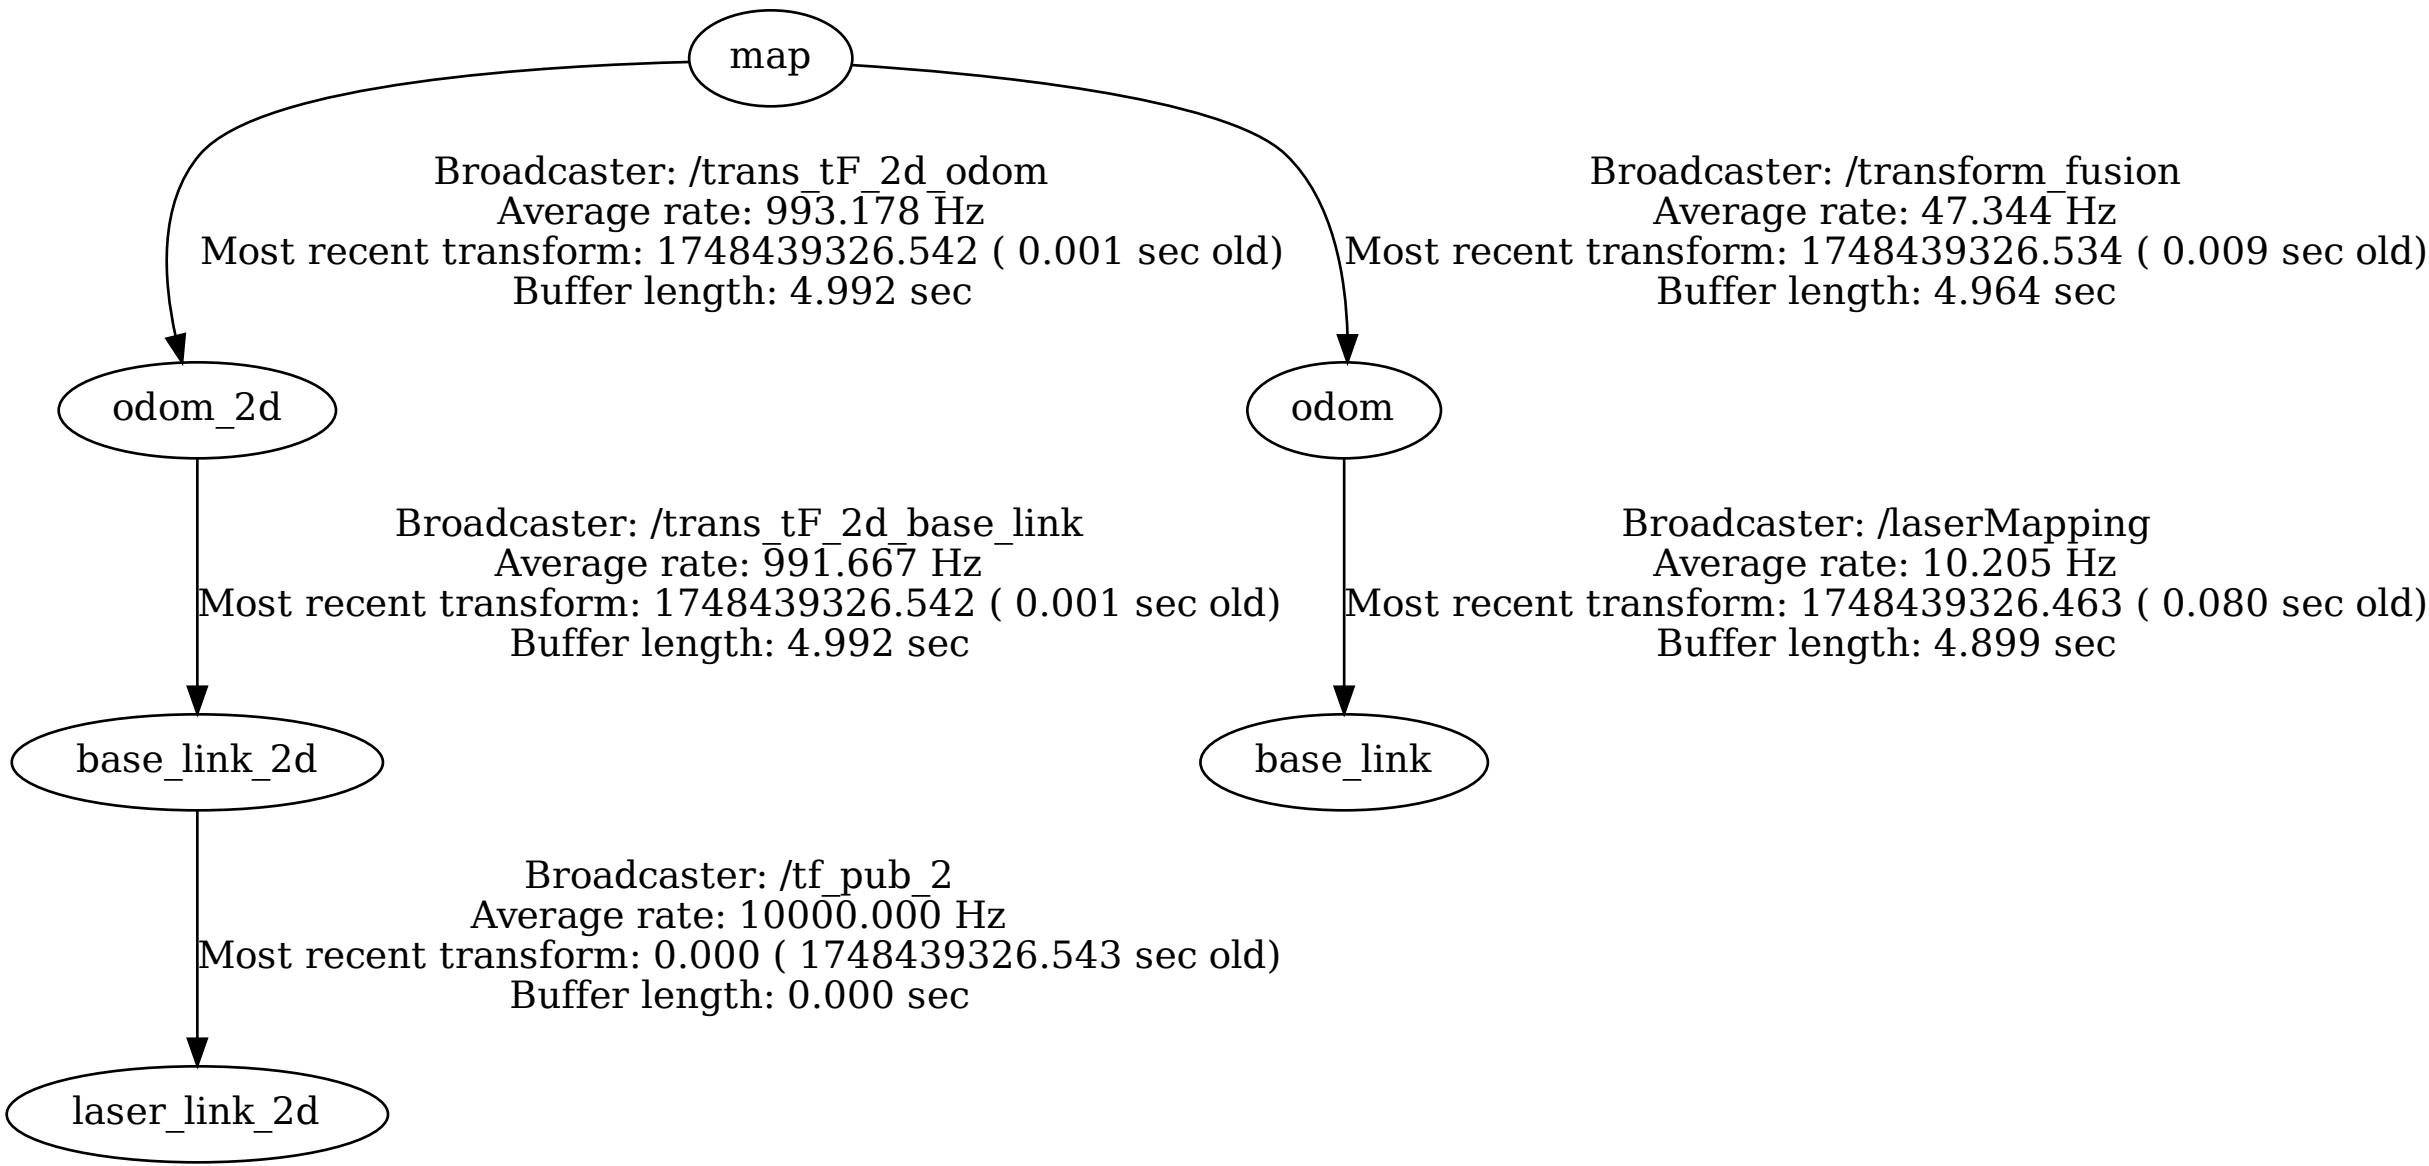 map
Broadcaster: /trans_tF_2d_odom
Average rate: 993.178 Hz
Most recent transform: 1748439326.542 ( 0.001 sec old)
Buffer length: 4.992 sec
Broadcaster: /transform_fusion
Average rate: 47.344 Hz
Most recent transform: 1748439326.534 ( 0.009 sec old)
Buffer length: 4.964 sec
odom_2d
odom
Broadcaster: /trans_tF_2d_base_link
Average rate: 991.667 Hz
Most recent transform: 1748439326.542 ( 0.001 sec old)
Buffer length: 4.992 sec
Broadcaster: /laserMapping
Average rate: 10.205 Hz
Most recent transform: 1748439326.463 ( 0.080 sec old)
Buffer length: 4.899 sec
base_link_2d
base_link
Broadcaster: /tf_pub_2
Average rate: 10000.000 Hz
Most recent transform: 0.000 ( 1748439326.543 sec old)
Buffer length: 0.000 sec
laser_link_2d